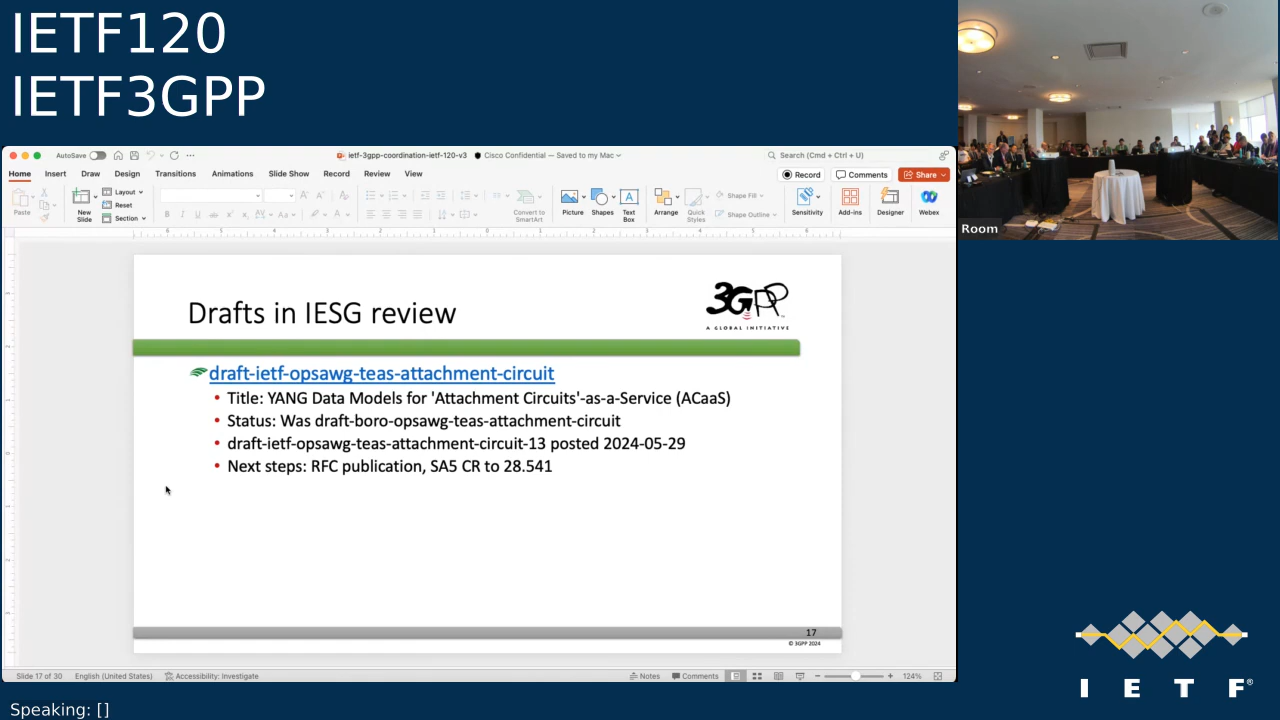 IETF120
IETF3GPP
AutoSave
ietf-3gpp-coordination-ietf-120-v3
Cisco Confidential — Saved to my Mac
Search (Cmd + Ctrl + U)
Home Insert Draw Design Transitions Animations Slide Show Record Review View
Record Comments Share
Paste
New Slide
Layout
Reset
Section
Convert to SmartArt
Picture
Shapes
Text Box
Arrange
Quick Styles
Shape Fill
Shape Outline
Sensitivity
Add-ins
Designer
Webex
Room
Drafts in IESG review
3GPP
A GLOBAL INITIATIVE
draft-ietf-opsawg-teas-attachment-circuit
• Title: YANG Data Models for 'Attachment Circuits'-as-a-Service (ACaaS)
• Status: Was draft-boro-opsawg-teas-attachment-circuit
• draft-ietf-opsawg-teas-attachment-circuit-13 posted 2024-05-29
• Next steps: RFC publication, SA5 CR to 28.541
17
© 3GPP 2024
Slide 17 of 30 English (United States) Accessibility: Investigate Notes Comments 124%
I E T F®
Speaking: []